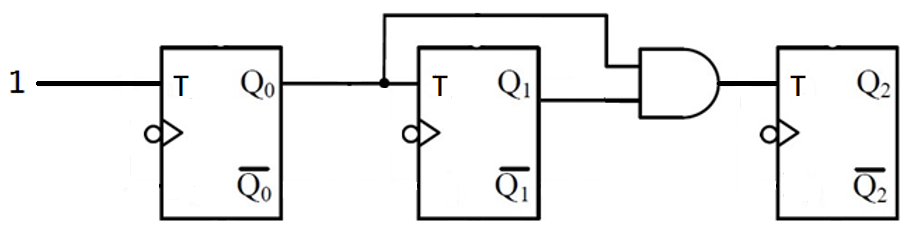 1 T Q₀ T Q₁ T Q₂
Q̅₀ Q̅₁ Q̅₂